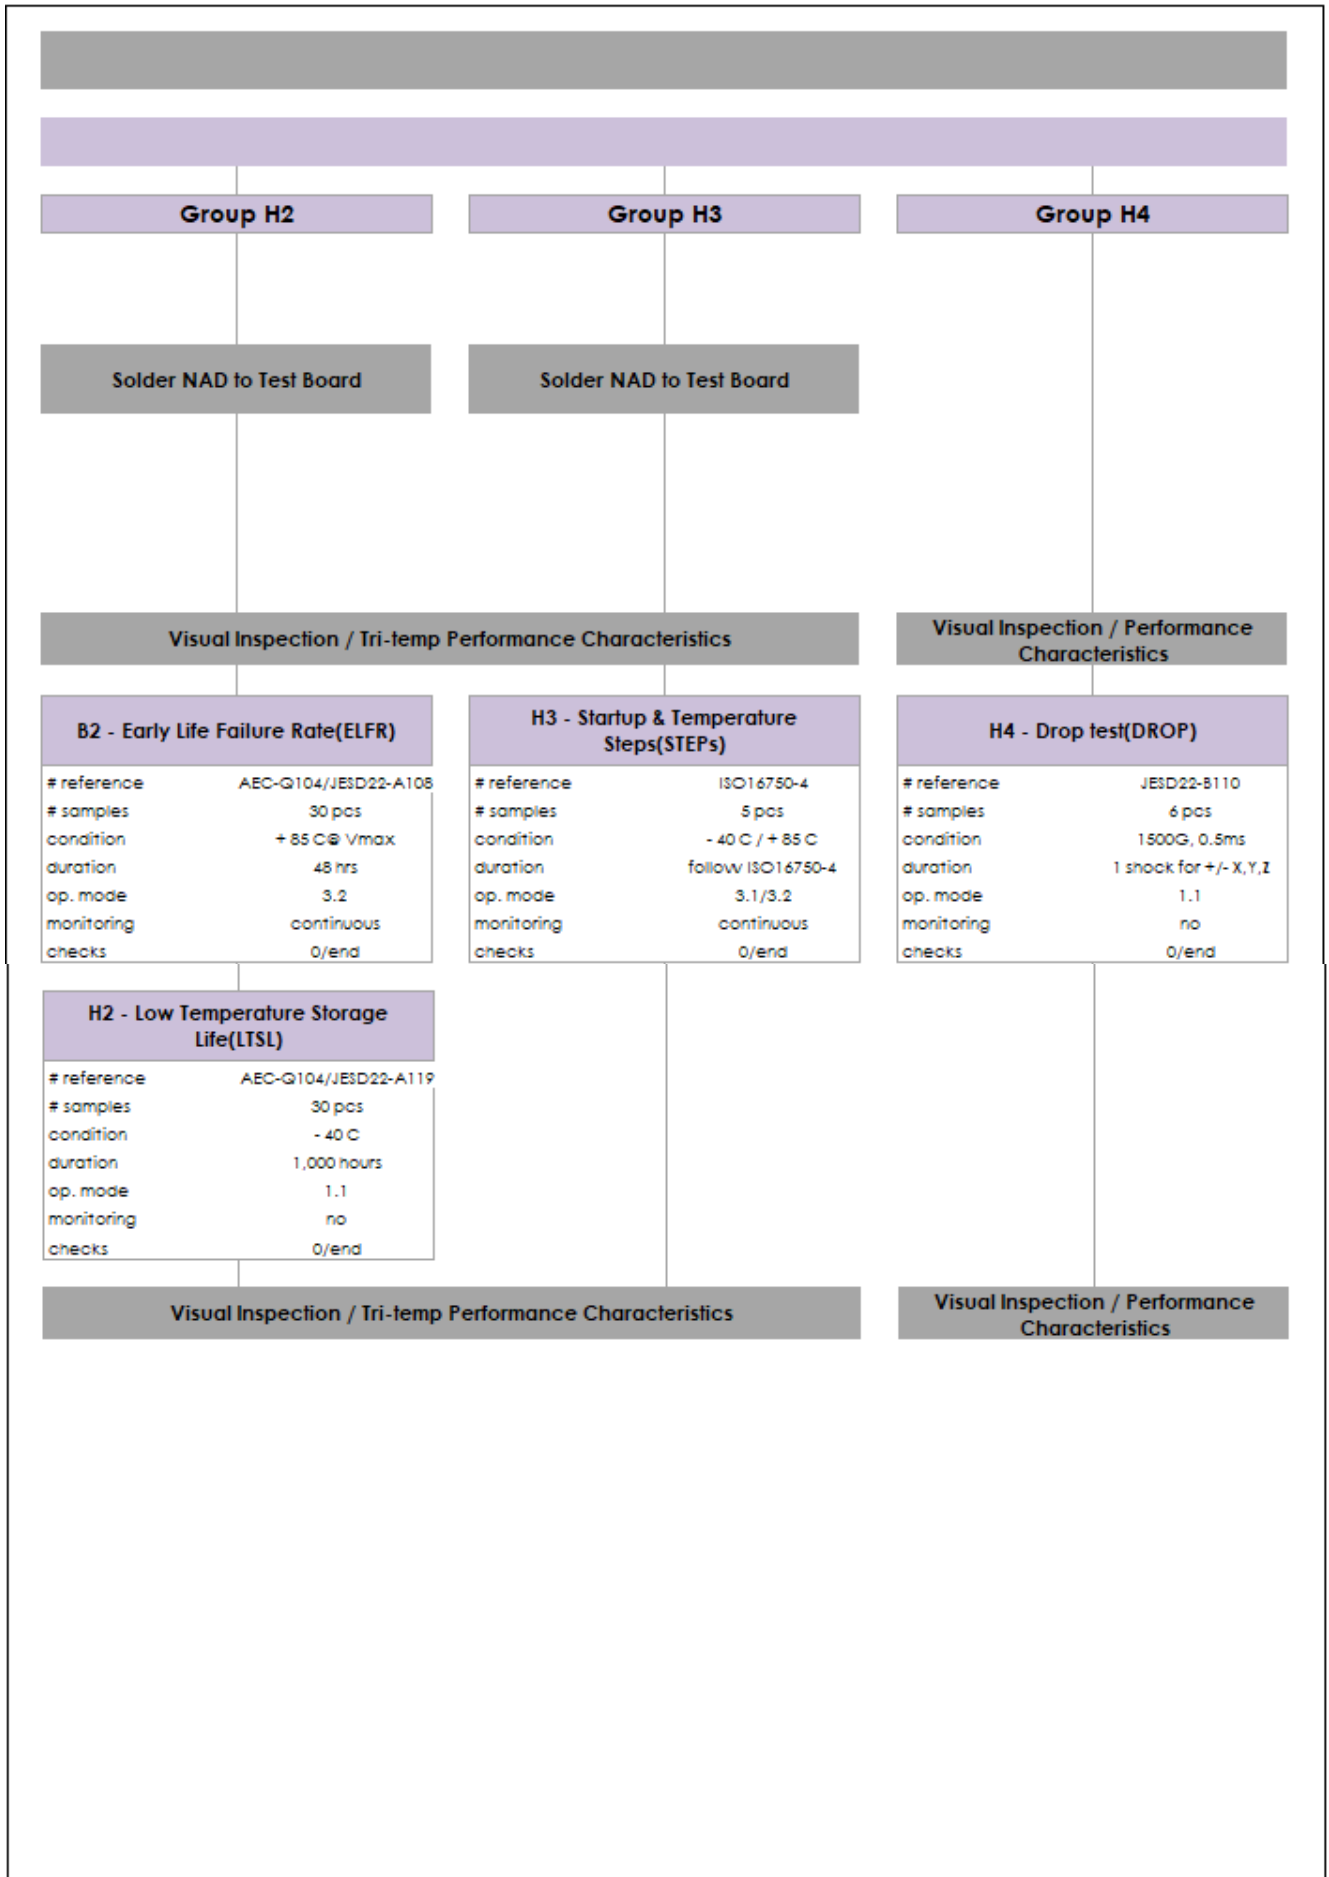 Group H2
Group H3
Group H4
Solder NAD to Test Board
Solder NAD to Test Board
Visual Inspection / Tri-temp Performance Characteristics
Visual Inspection / Performance
Characteristics
B2 - Early Life Failure Rate(ELFR)
# reference AEC-Q104/JESD22-A108
# samples 30 pcs
condition + 85 C@ Vmax
duration 48 hrs
op. mode 3.2
monitoring continuous
checks 0/end
H3 - Startup & Temperature
Steps(STEPs)
# reference ISO16750-4
# samples 5 pcs
condition - 40 C / + 85 C
duration follow ISO16750-4
op. mode 3.1/3.2
monitoring continuous
checks 0/end
H4 - Drop test(DROP)
# reference JESD22-B110
# samples 6 pcs
condition 1500G, 0.5ms
duration 1 shock for +/- X,Y,Z
op. mode 1.1
monitoring no
checks 0/end
H2 - Low Temperature Storage
Life(LTSL)
# reference AEC-Q104/JESD22-A119
# samples 30 pcs
condition - 40 C
duration 1,000 hours
op. mode 1.1
monitoring no
checks 0/end
Visual Inspection / Tri-temp Performance Characteristics
Visual Inspection / Performance
Characteristics